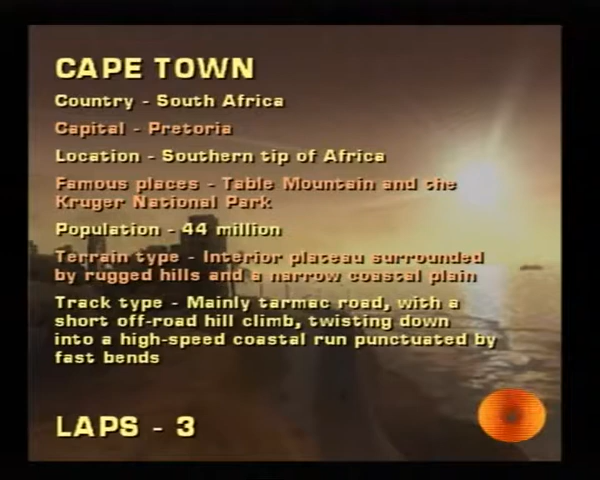 CAPE TOWN
Country - South Africa
Capital - Pretoria
Location - Southern tip of Africa
Famous places - Table Mountain and the
Kruger National Park
Population - 44 million
Terrain type - Interior plateau surrounded
by rugged hills and a narrow coastal plain
Track type - Mainly tarmac road, with a
short off-road hill climb, twisting down
into a high-speed coastal run punctuated by
fast bends
LAPS - 3